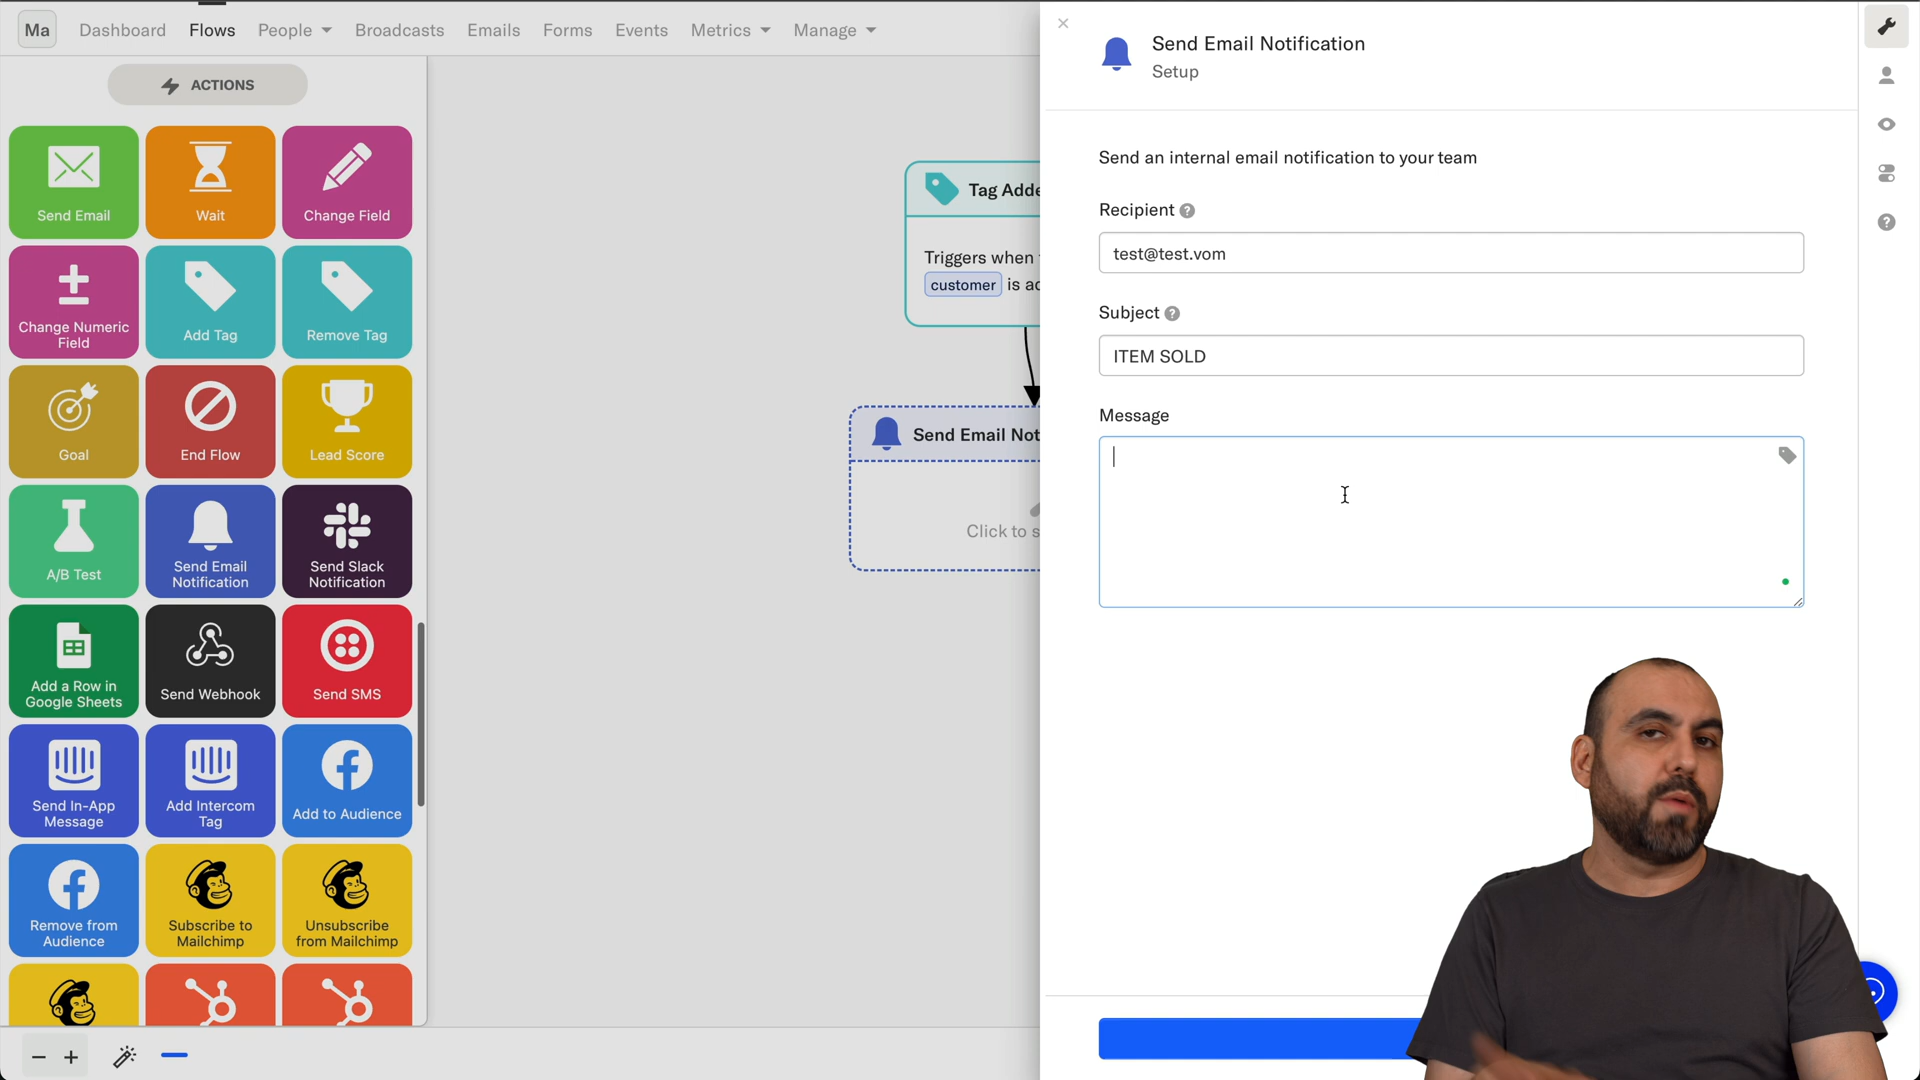 Ma Dashboard Flows People Broadcasts Emails Forms Events Metrics Manage
ACTIONS
Send Email
Wait
Change Field
Change Numeric
Field
Add Tag
Remove Tag
Goal
End Flow
Lead Score
A/B Test
Send Email
Notification
Send Slack
Notification
Add a Row in
Google Sheets
Send Webhook
Send SMS
Send In-App
Message
Add Intercom
Tag
Add to Audience
Remove from
Audience
Subscribe to
Mailchimp
Unsubscribe
from Mailchimp
Tag Adde
Triggers when
customer is ad
Send Email Not
Click to s
Send Email Notification
Setup
Send an internal email notification to your team
Recipient ?
test@test.vom
Subject ?
ITEM SOLD
Message